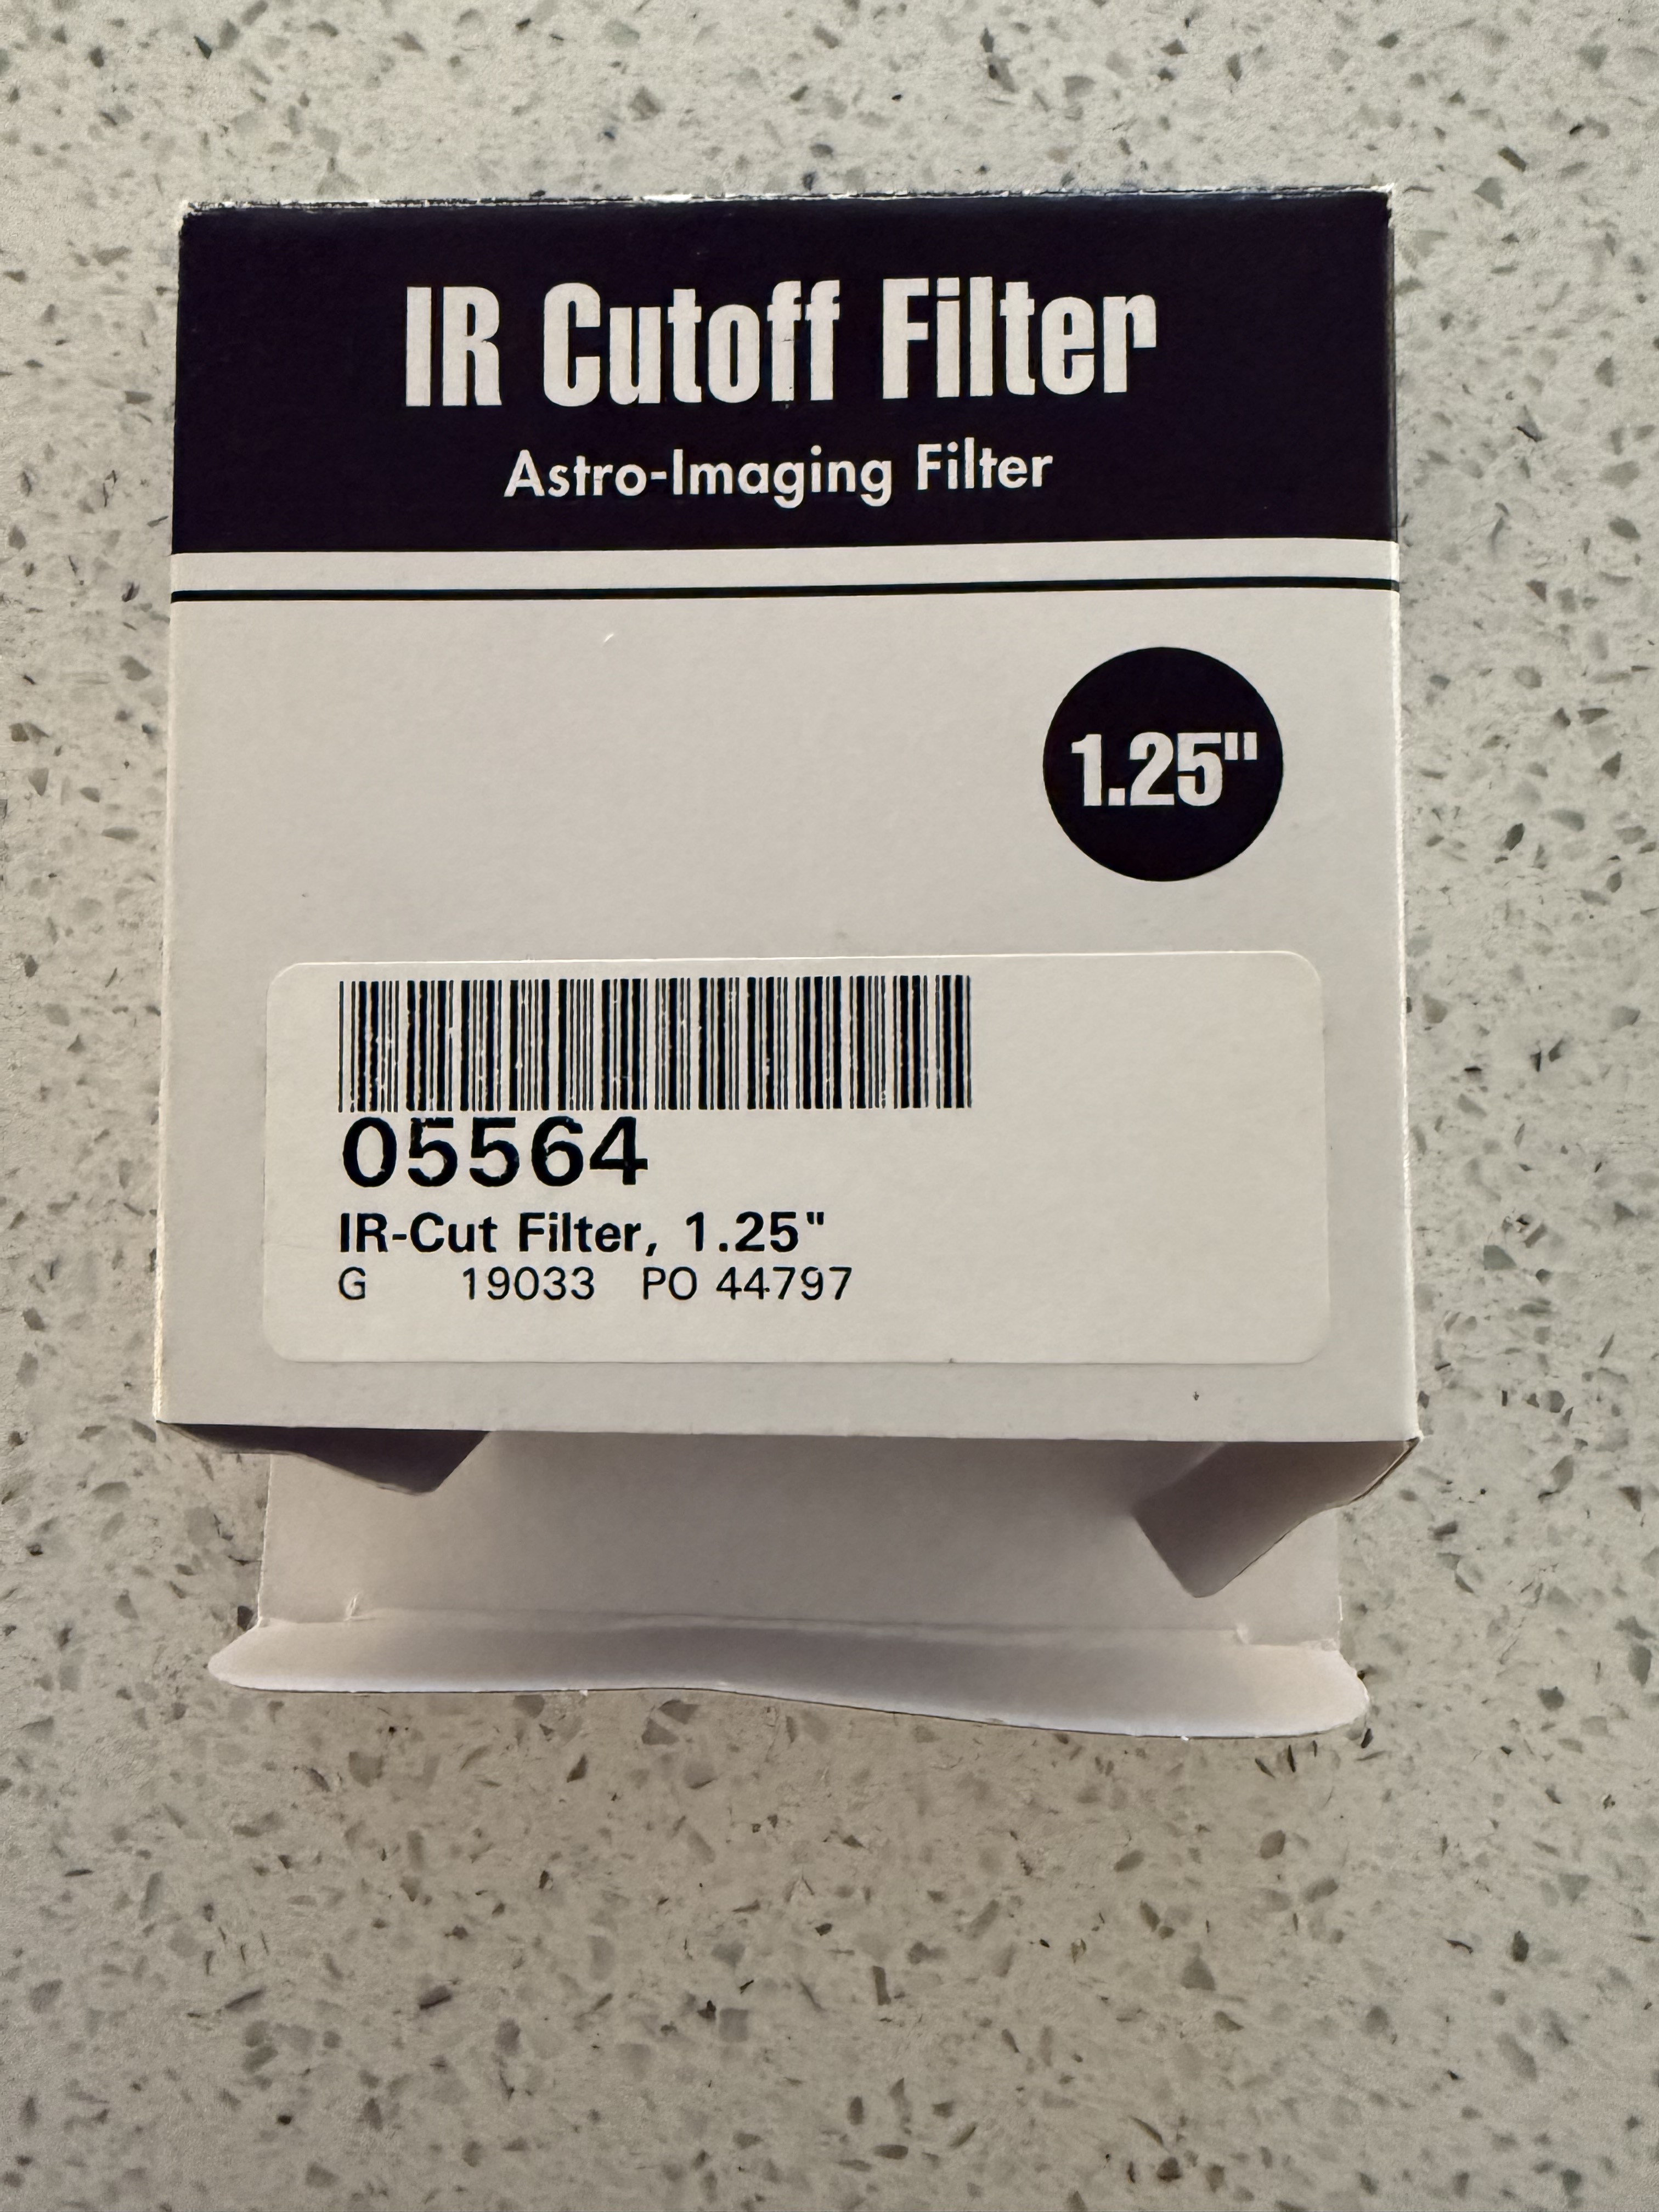 IR Cutoff Filter
Astro-Imaging Filter
1.25"
05564
IR-Cut Filter, 1.25"
G 19033 PO 44797